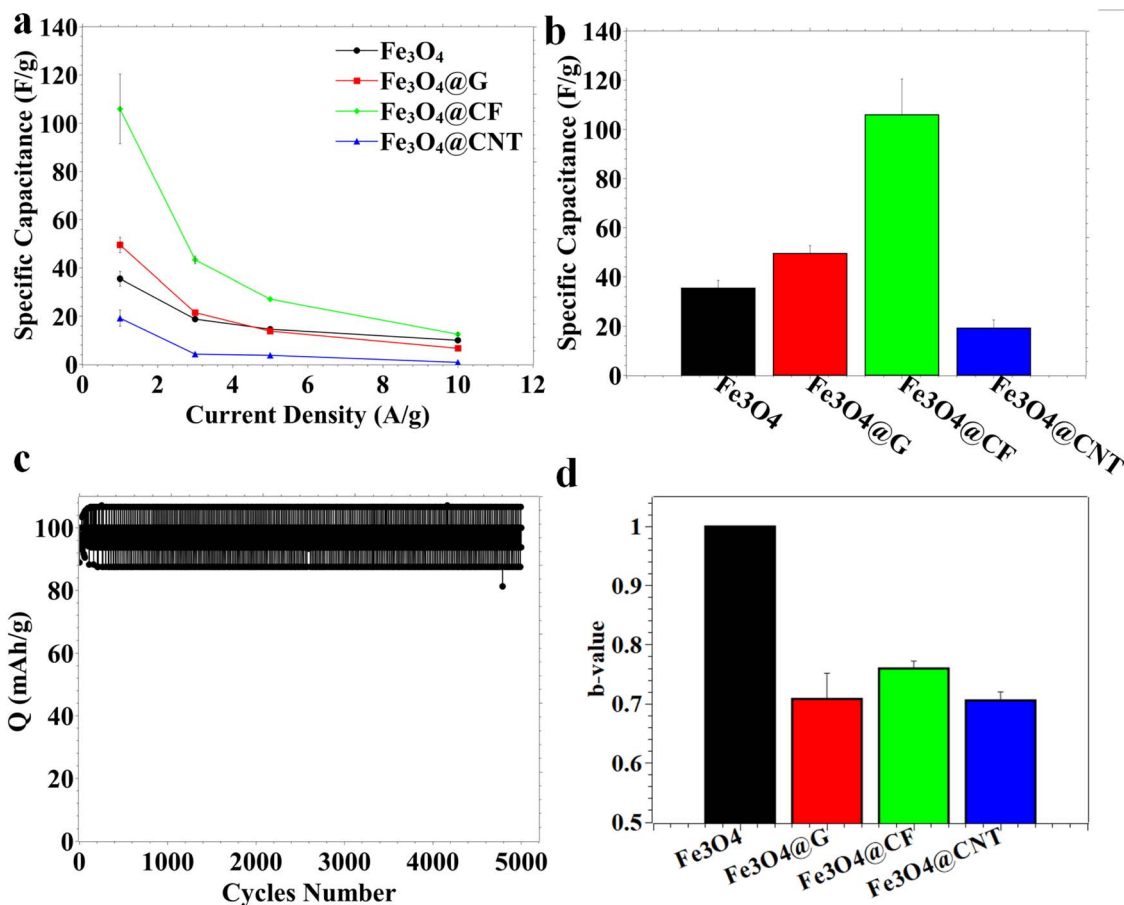 a
140
120
100
80
60
40
20
0
Specific Capacitance (F/g)
0 2 4 6 8 10 12
Current Density (A/g)
Fe₃O₄
Fe₃O₄@G
Fe₃O₄@CF
Fe₃O₄@CNT
b
140
120
100
80
60
40
20
0
Specific Capacitance (F/g)
Fe3O4
Fe3O4@G
Fe3O4@CF
Fe3O4@CNT
c
100
80
60
40
20
0
Q (mAh/g)
0 1000 2000 3000 4000 5000
Cycles Number
d
1
0.9
0.8
0.7
0.6
0.5
b-value
Fe3O4
Fe3O4@G
Fe3O4@CF
Fe3O4@CNT